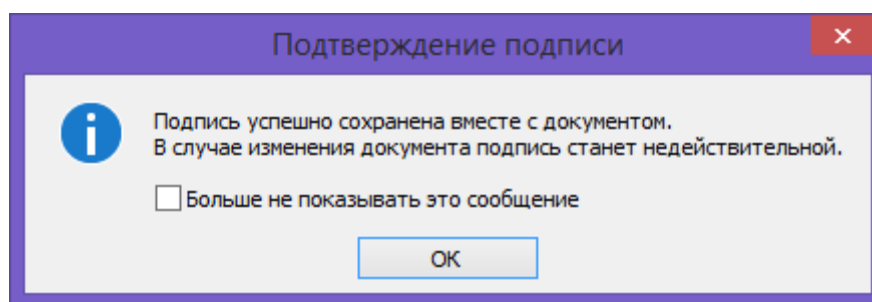 Подтверждение подписи
Подпись успешно сохранена вместе с документом.
В случае изменения документа подпись станет недействительной.
Больше не показывать это сообщение
ОК